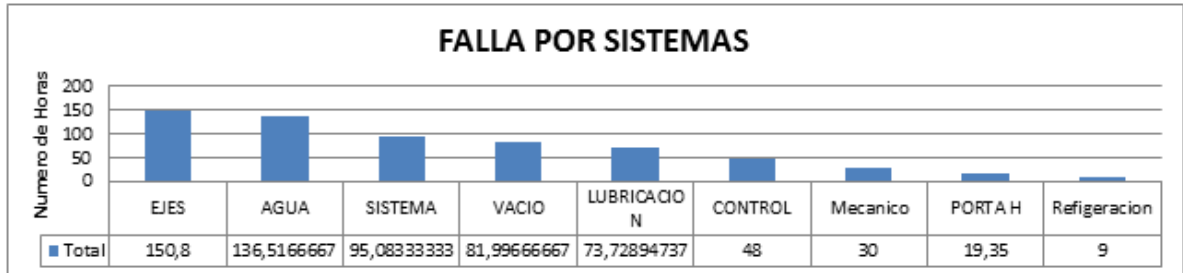 FALLA POR SISTEMAS
Numero de Horas
200
150
100
50
0
EJES AGUA SISTEMA VACIO LUBRICACIO
N CONTROL Mecanico PORTA H Refigeracion
Total 150,8 136,5166667 95,08333333 81,99666667 73,72894737 48 30 19,35 9